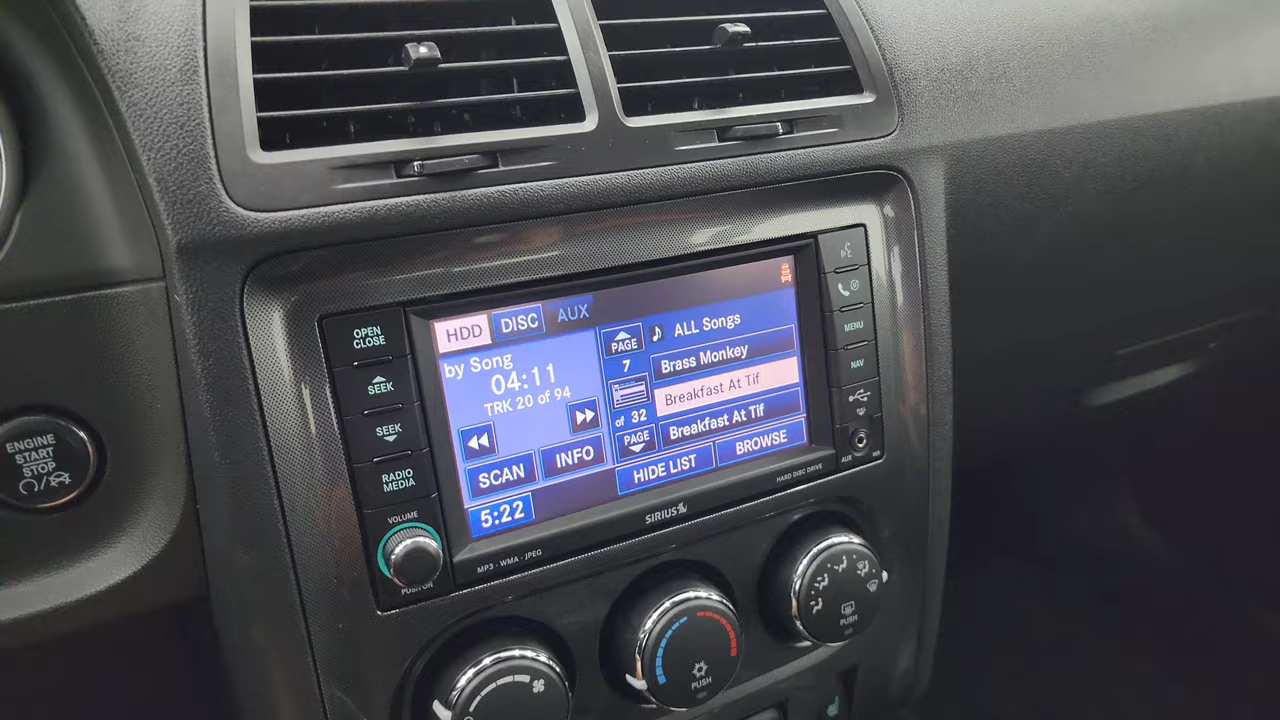 ENGINE
START
STOP
OPEN
CLOSE
SEEK
SEEK
RADIO
MEDIA
VOLUME
PUSH ON
HDD DISC AUX
by Song
04:11
TRK 20 of 94
SCAN INFO
5:22
PAGE
7
of 32
PAGE
ALL Songs
Brass Monkey
Breakfast At Tif
Breakfast At Tif
HIDE LIST BROWSE
MENU
NAV
AUX
MP3 - WMA - JPEG
SIRIUS
HARD DISC DRIVE
PUSH
PUSH